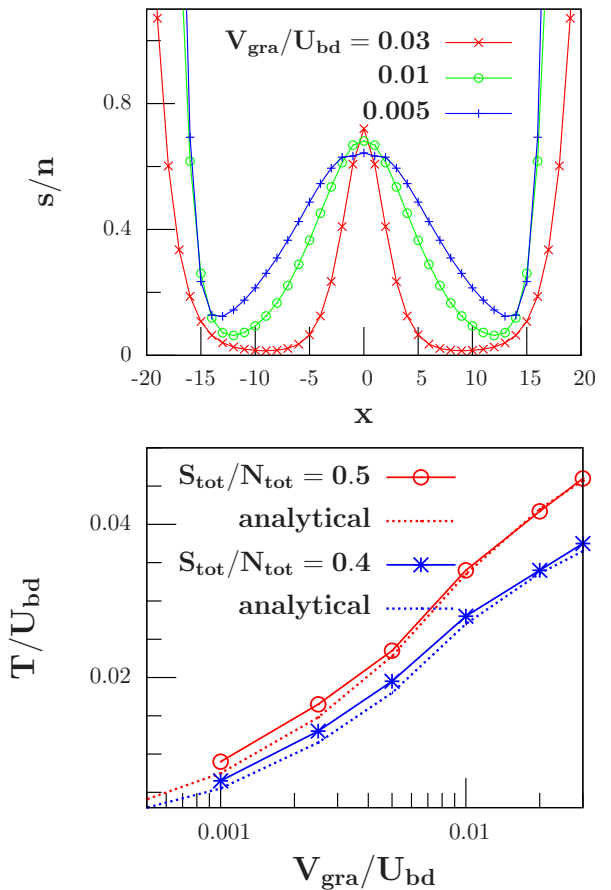 V_gra/U_bd = 0.03
0.01
0.005
s/n
0.8
0.4
0
-20 -15 -10 -5 0 5 10 15 20
x
S_tot/N_tot = 0.5
analytical
S_tot/N_tot = 0.4
analytical
T/U_bd
0.04
0.02
0.001 0.01
V_gra/U_bd